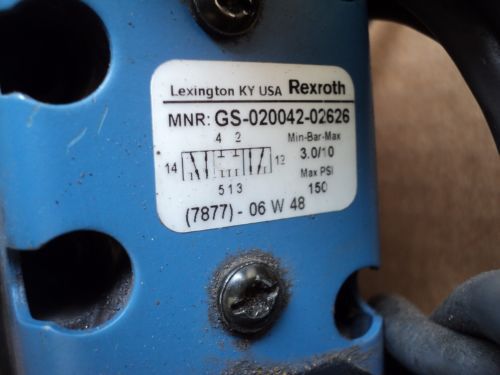 Lexington KY USA Rexroth
MNR: GS-020042-02626
4 2 Min-Bar-Max
14 12 3.0/10
5 1 3 Max PSI
150
(7877) - 06 W 48